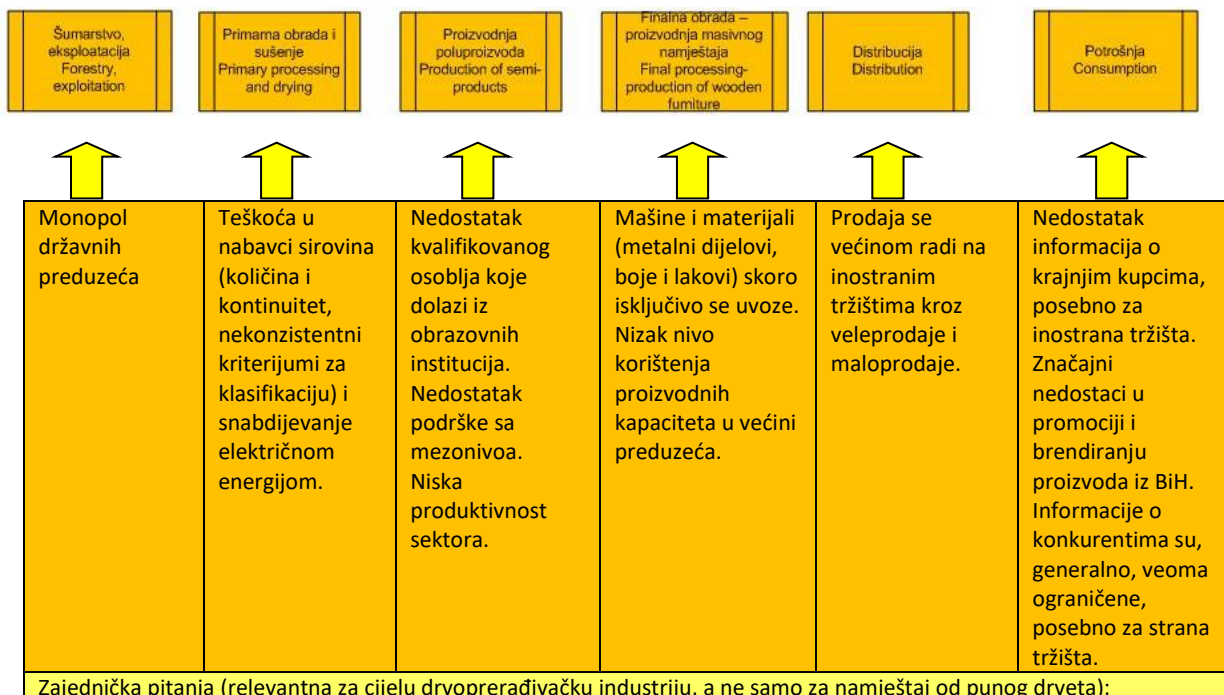 Šumarstvo,
eksploatacija
Forestry,
exploitation
Primarna obrada i
sušenje
Primary processing
and drying
Proizvodnja
poluproizvoda
Production of semi-
products
Finalna obrada –
proizvodnja masivnog
namještaja
Final processing-
production of wooden
furniture
Distribucija
Distribution
Potrošnja
Consumption
Monopol
državnih
preduzeća
Teškoća u
nabavci sirovina
(količina i
kontinuitet,
nekonzistentni
kriterijumi za
klasifikaciju) i
snabdijevanje
električnom
energijom.
Nedostatak
kvalifikovanog
osoblja koje
dolazi iz
obrazovnih
institucija.
Nedostatak
podrške sa
mezonivoa.
Niska
produktivnost
sektora.
Mašine i materijali
(metalni dijelovi,
boje i lakovi) skoro
isključivo se uvoze.
Nizak nivo
korištenja
proizvodnih
kapaciteta u većini
preduzeća.
Prodaja se
većinom radi na
inostranim
tržištima kroz
veleprodaje i
maloprodaje.
Nedostatak
informacija o
krajnjim kupcima,
posebno za
inostrana tržišta.
Značajni
nedostaci u
promociji i
brendiranju
proizvoda iz BiH.
Informacije o
konkurentima su,
generalno, veoma
ograničene,
posebno za strana
tržišta.
Zajednička pitanja (relevantna za cijelu drvoprerađivačku industriju, a ne samo za namještaj od punog drveta):